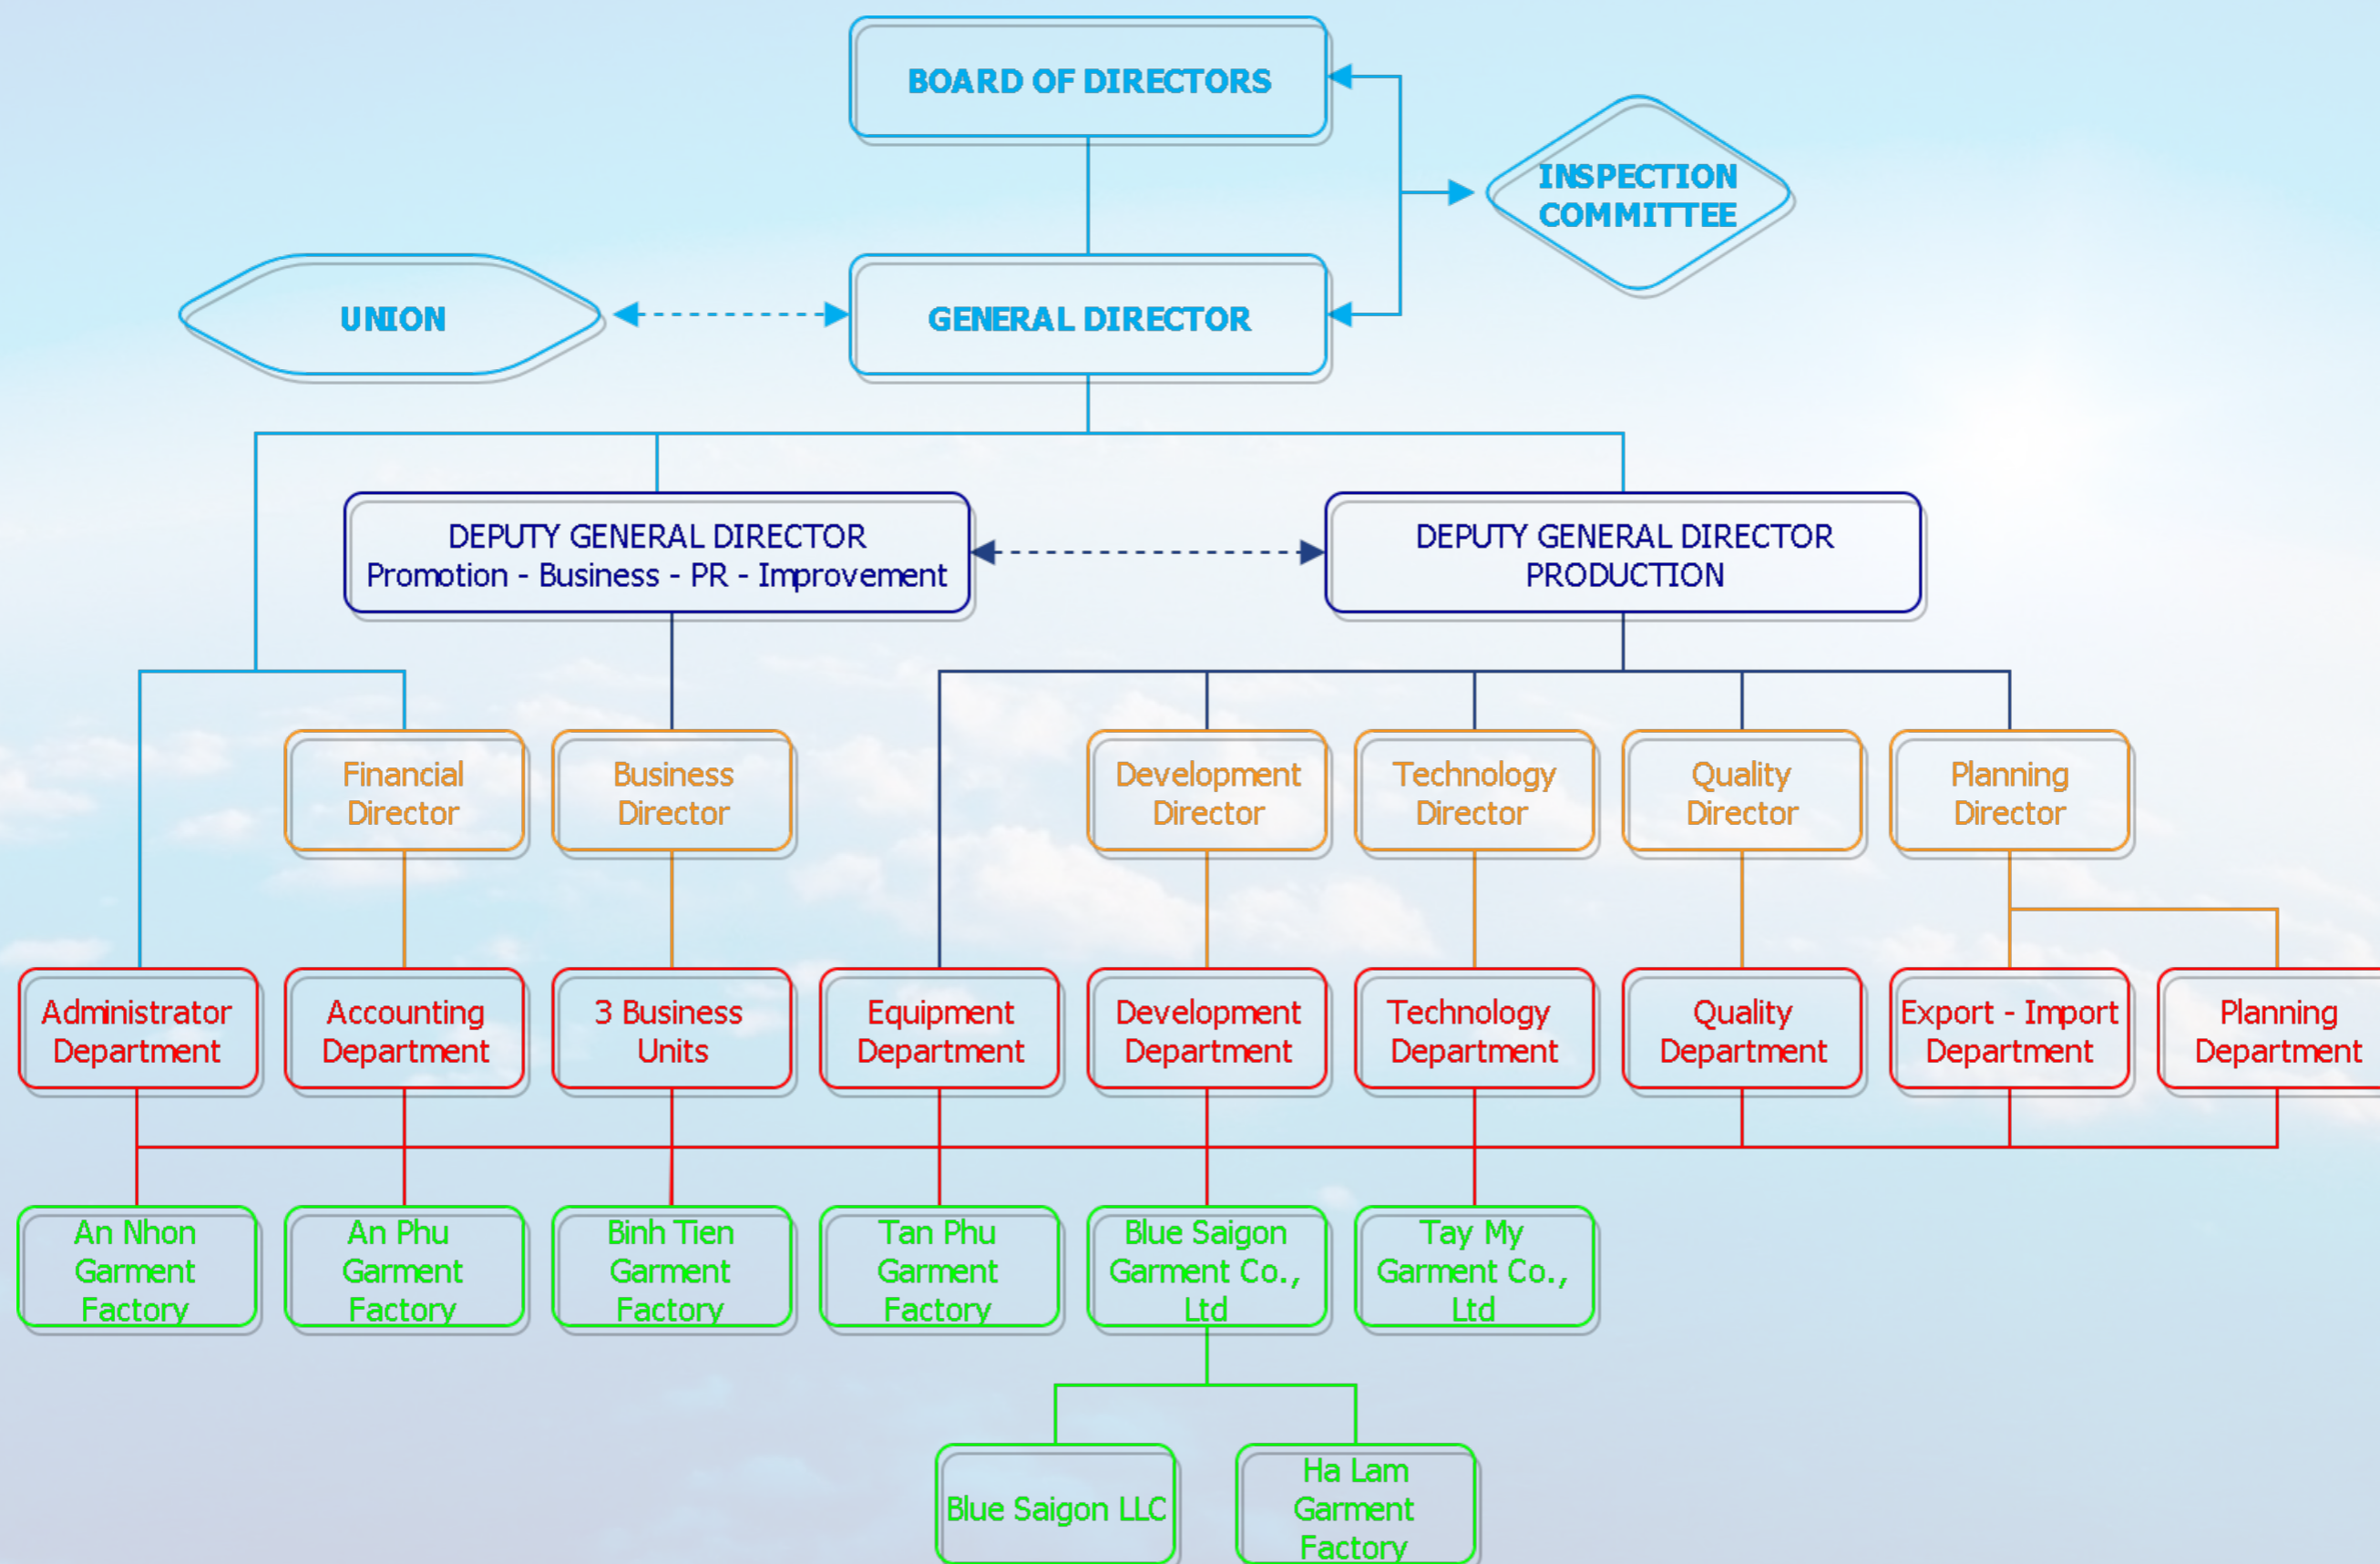 BOARD OF DIRECTORS
INSPECTION
COMMITTEE
UNION
GENERAL DIRECTOR
DEPUTY GENERAL DIRECTOR
Promotion - Business - PR - Improvement
DEPUTY GENERAL DIRECTOR
PRODUCTION
Financial
Director
Business
Director
Development
Director
Technology
Director
Quality
Director
Planning
Director
Administrator
Department
Accounting
Department
3 Business
Units
Equipment
Department
Development
Department
Technology
Department
Quality
Department
Export - Import
Department
Planning
Department
An Nhon
Garment
Factory
An Phu
Garment
Factory
Binh Tien
Garment
Factory
Tan Phu
Garment
Factory
Blue Saigon
Garment Co.,
Ltd
Tay My
Garment Co.,
Ltd
Blue Saigon LLC
Ha Lam
Garment
Factory